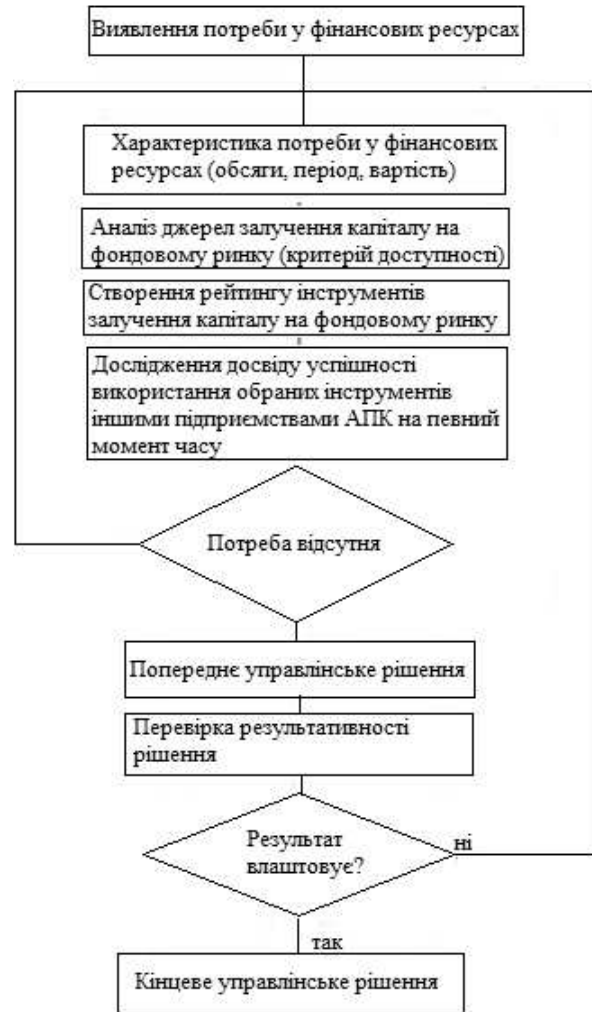 Виявлення потреби у фінансових ресурсах
Характеристика потреби у фінансових
ресурсах (обсяги, період, вартість)
Аналіз джерел залучення капіталу на
фондовому ринку (критерій доступності)
Створення рейтингу інструментів
залучення капіталу на фондовому ринку
Дослідження досвіду успішності
використання обраних інструментів
іншими підприємствами АПК на певний
момент часу
Потреба відсутня
Попереднє управлінське рішення
Перевірка результативності
рішення
Результат
влаштовує?
ні
так
Кінцеве управлінське рішення